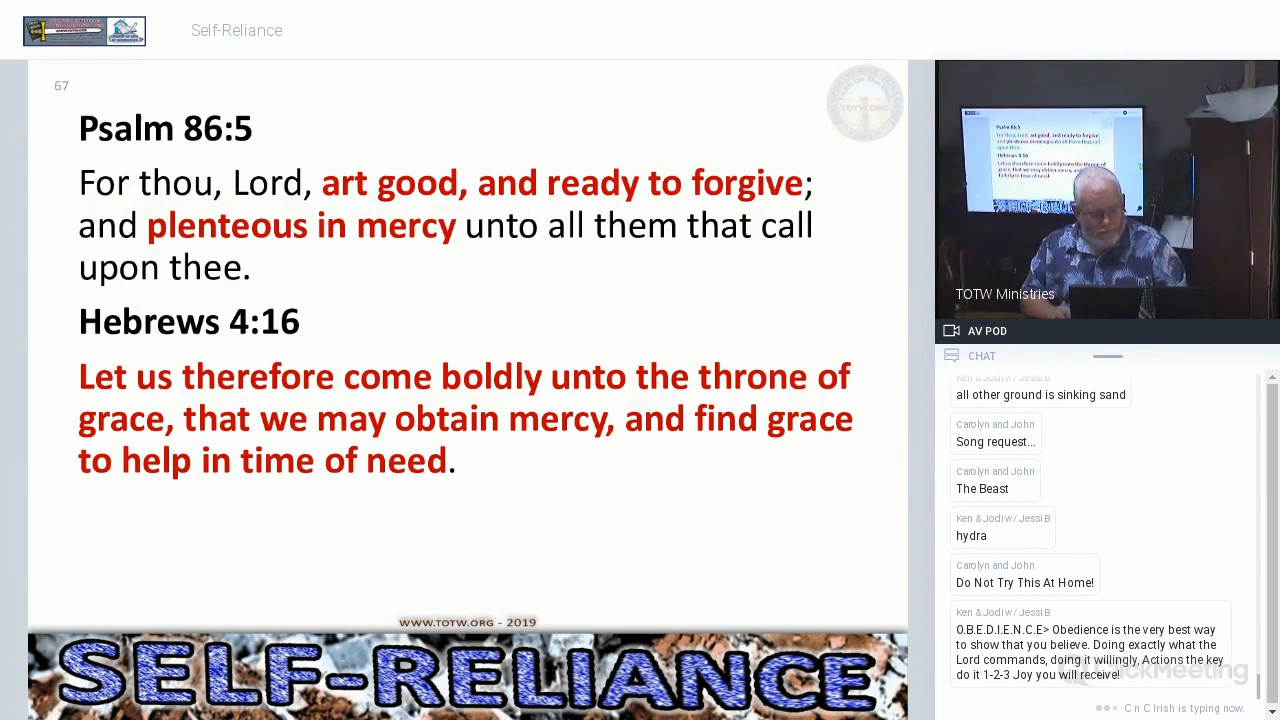 Self-Reliance
67
Psalm 86:5
For thou, Lord, art good, and ready to forgive;
and plenteous in mercy unto all them that call
upon thee.
Hebrews 4:16
Let us therefore come boldly unto the throne of
grace, that we may obtain mercy, and find grace
to help in time of need.
WWW.TOTW.ORG - 2019
SELF-RELIANCE
TOTW.ORG
TOTW Ministries
AV POD
CHAT
Ken & Jodi w/ Jessi B
all other ground is sinking sand
Carolyn and John
Song request...
Carolyn and John
The Beast
Ken & Jodi w/ Jessi B
hydra
Carolyn and John
Do Not Try This At Home!
Ken & Jodi w/ Jessi B
O.B.E.D.I.E.N.C.E> Obedience is the very best way
to show that you believe. Doing exactly what the
Lord commands, doing it willingly, Actions the key
do it 1-2-3 Joy you will receive!
ClickMeeting
C n C Irish is typing now.